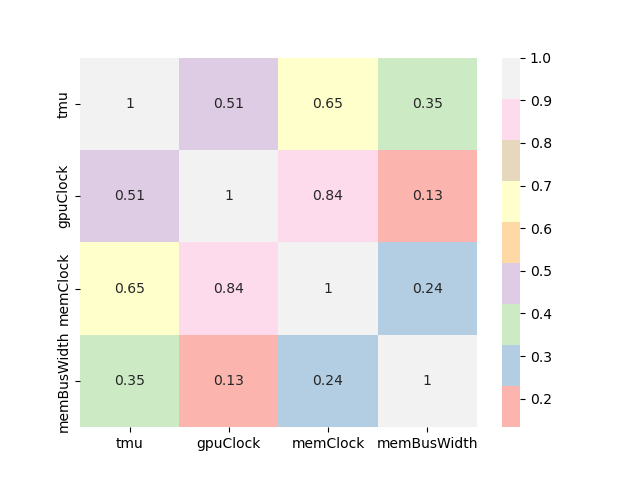 1.0
tmu 1 0.51 0.65 0.35
0.9
0.8
gpuClock 0.51 1 0.84 0.13
0.7
0.6
0.5
memClock 0.65 0.84 1 0.24
0.4
0.3
memBusWidth 0.35 0.13 0.24 1
0.2
tmu gpuClock memClock memBusWidth